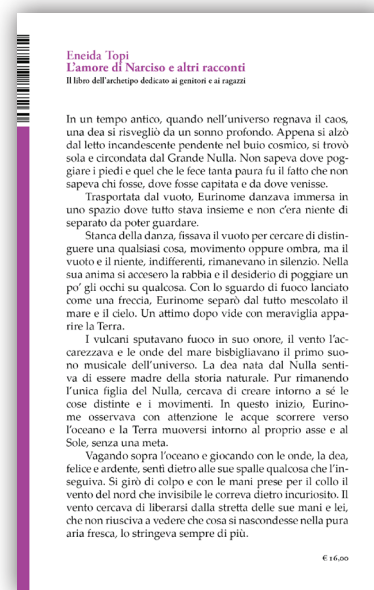 Eneida Topi
L'amore di Narciso e altri racconti
Il libro dell'archetipo dedicato ai genitori e ai ragazzi
In un tempo antico, quando nell'universo regnava il caos,
una dea si risvegliò da un sonno profondo. Appena si alzò
dal letto incandescente pendente nel buio cosmico, si trovò
sola e circondata dal Grande Nulla. Non sapeva dove pog-
giare i piedi e quel che le fece tanta paura fu il fatto che non
sapeva chi fosse, dove fosse capitata e da dove venisse.
Trasportata dal vuoto, Eurinome danzava immersa in
uno spazio dove tutto stava insieme e non c'era niente di
separato da poter guardare.
Stanca della danza, fissava il vuoto per cercare di distin-
guere una qualsiasi cosa, movimento oppure ombra, ma il
vuoto e il niente, indifferenti, rimanevano in silenzio. Nella
sua anima si accesero la rabbia e il desiderio di poggiare un
po' gli occhi su qualcosa. Con lo sguardo di fuoco lanciato
come una freccia, Eurinome separò dal tutto mescolato il
mare e il cielo. Un attimo dopo vide con meraviglia appa-
rire la Terra.
I vulcani sputavano fuoco in suo onore, il vento l'ac-
carezzava e le onde del mare bisbigliavano il primo suo-
no musicale dell'universo. La dea nata dal Nulla senti-
va di essere madre della storia naturale. Pur rimanendo
l'unica figlia del Nulla, cercava di creare intorno a sé le
cose distinte e i movimenti. In questo inizio, Eurino-
me osservava con attenzione le acque scorrere verso
l'oceano e la Terra muoversi intorno al proprio asse e al
Sole, senza una meta.
Vagando sopra l'oceano e giocando con le onde, la dea,
felice e ardente, sentì dietro alle sue spalle qualcosa che l'in-
seguiva. Si girò di colpo e con le mani prese per il collo il
vento del nord che invisibile le correva dietro incuriosito. Il
vento cercava di liberarsi dalla stretta delle sue mani e lei,
che non riusciva a vedere che cosa si nascondesse nella pura
aria fresca, lo stringeva sempre di più.
€ 16,00